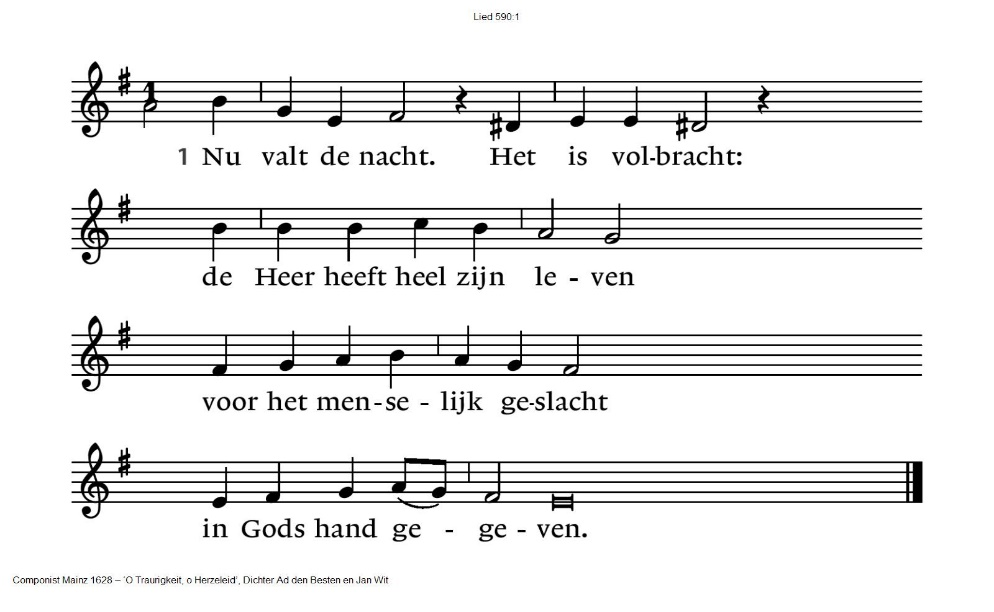 Lied 590:1
1 Nu valt de nacht. Het is vol-bracht:
de Heer heeft heel zijn le - ven
voor het men-se - lijk ge-slacht
in Gods hand ge - ge - ven.
Componist Mainz 1628 – 'O Traurigkeit, o Herzeleid', Dichter Ad den Besten en Jan Wit